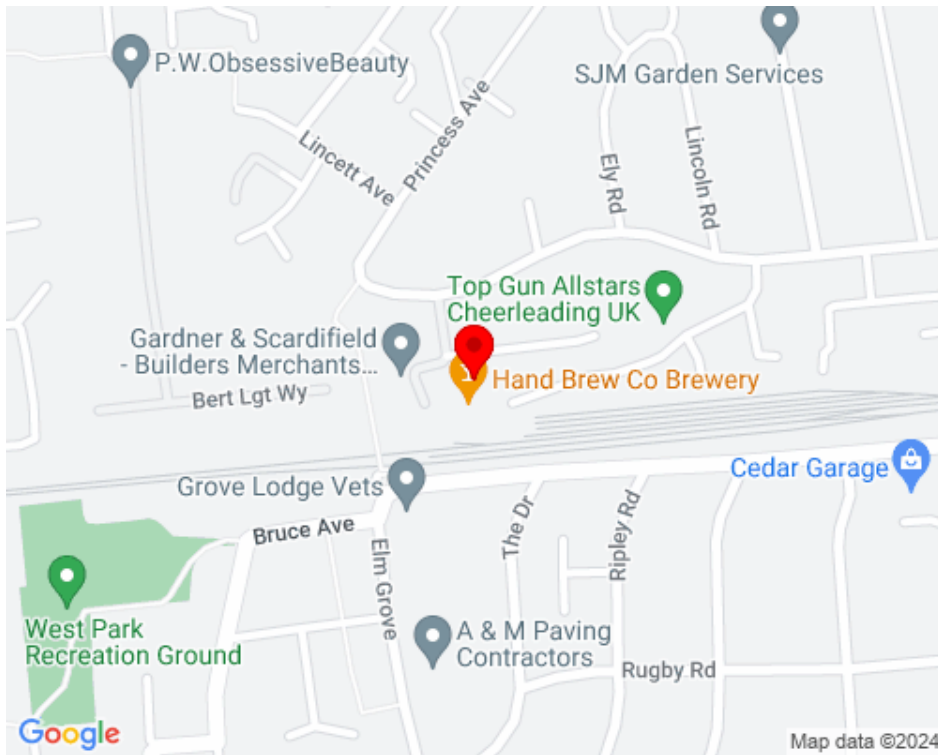 P.W.ObsessiveBeauty
SJM Garden Services
Princess Ave
Lincett Ave
Ely Rd
Lincoln Rd
Top Gun Allstars
Cheerleading UK
Gardner & Scardifield
- Builders Merchants...
Hand Brew Co Brewery
Bert Lgt Wy
Cedar Garage
Grove Lodge Vets
Bruce Ave
The Dr
Ripley Rd
Elm Grove
West Park
Recreation Ground
A & M Paving
Contractors
Rugby Rd
Google
Map data ©2024